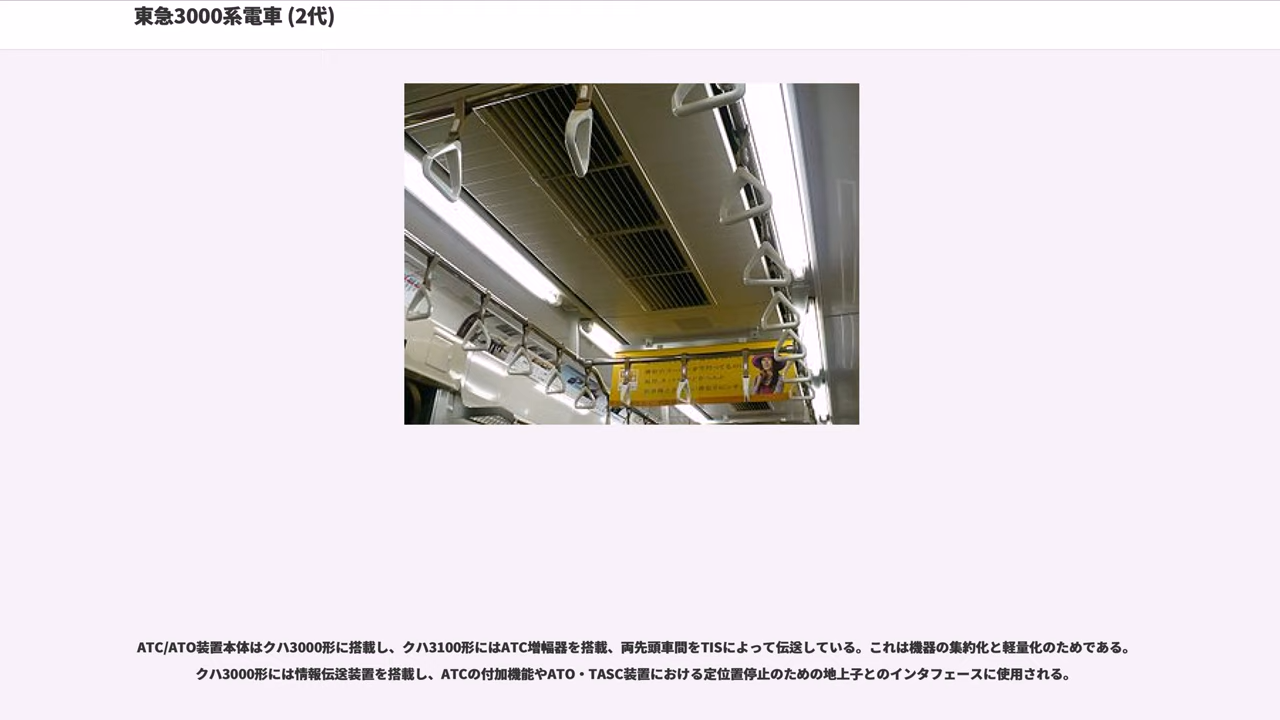 東急3000系電車 (2代)
ATC/ATO装置本体はクハ3000形に搭載し、クハ3100形にはATC増幅器を搭載、両先頭車間をTISによって伝送している。これは機器の集約化と軽量化のためである。
クハ3000形には情報伝送装置を搭載し、ATCの付加機能やATO・TASC装置における定位置停止のための地上子とのインタフェースに使用される。